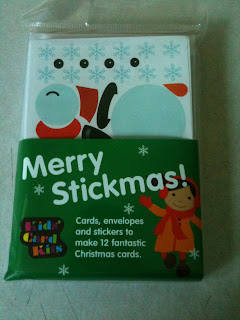 Merry
Stickmas!
Kids'
Card
Kits
Cards, envelopes
and stickers to
make 12 fantastic
Christmas cards.